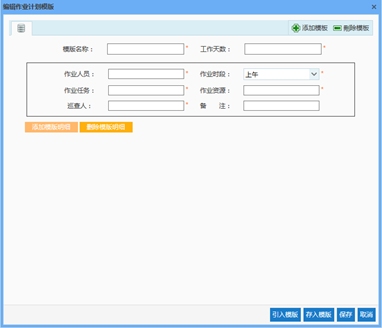 编辑作业计划模版
添加模板 删除模板
模版名称： * 工作天数： *
作业人员： * 作业时段： 上午 *
作业任务： * 作业资源： *
巡查人： * 备 注：
添加模版明细 删除模版明细
引入模版 存入模版 保存 取消